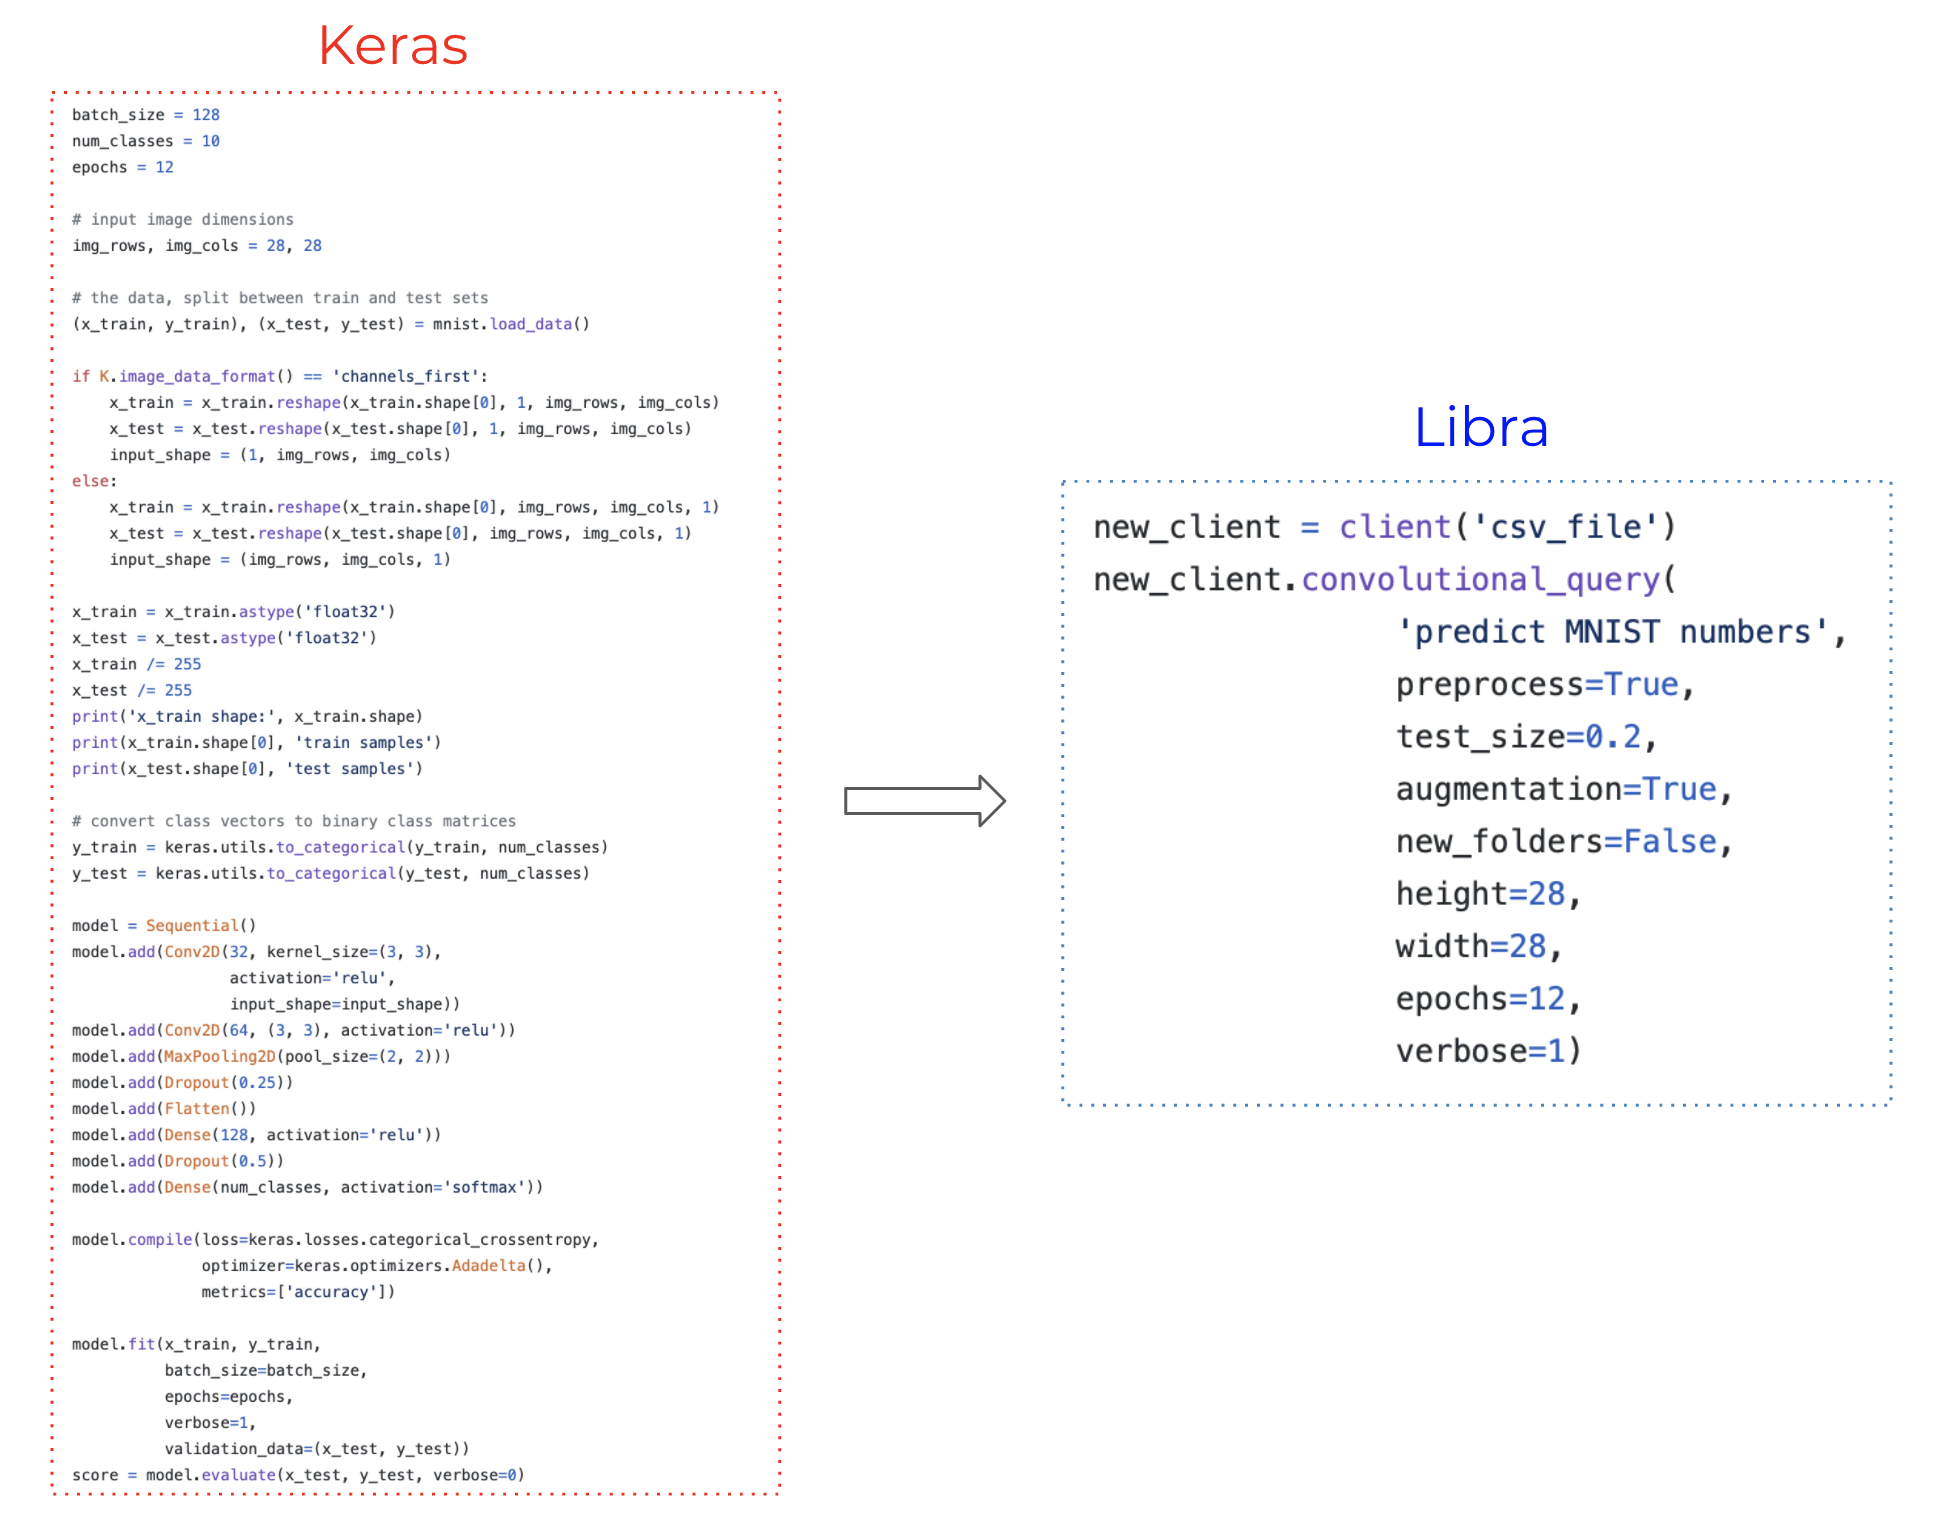 Keras
batch_size = 128
num_classes = 10
epochs = 12
# input image dimensions
img_rows, img_cols = 28, 28
# the data, split between train and test sets
(x_train, y_train), (x_test, y_test) = mnist.load_data()
if K.image_data_format() == 'channels_first':
    x_train = x_train.reshape(x_train.shape[0], 1, img_rows, img_cols)
    x_test = x_test.reshape(x_test.shape[0], 1, img_rows, img_cols)
    input_shape = (1, img_rows, img_cols)
else:
    x_train = x_train.reshape(x_train.shape[0], img_rows, img_cols, 1)
    x_test = x_test.reshape(x_test.shape[0], img_rows, img_cols, 1)
    input_shape = (img_rows, img_cols, 1)
x_train = x_train.astype('float32')
x_test = x_test.astype('float32')
x_train /= 255
x_test /= 255
print('x_train shape:', x_train.shape)
print(x_train.shape[0], 'train samples')
print(x_test.shape[0], 'test samples')
# convert class vectors to binary class matrices
y_train = keras.utils.to_categorical(y_train, num_classes)
y_test = keras.utils.to_categorical(y_test, num_classes)
model = Sequential()
model.add(Conv2D(32, kernel_size=(3, 3),
                 activation='relu',
                 input_shape=input_shape))
model.add(Conv2D(64, (3, 3), activation='relu'))
model.add(MaxPooling2D(pool_size=(2, 2)))
model.add(Dropout(0.25))
model.add(Flatten())
model.add(Dense(128, activation='relu'))
model.add(Dropout(0.5))
model.add(Dense(num_classes, activation='softmax'))
model.compile(loss=keras.losses.categorical_crossentropy,
              optimizer=keras.optimizers.Adadelta(),
              metrics=['accuracy'])
model.fit(x_train, y_train,
          batch_size=batch_size,
          epochs=epochs,
          verbose=1,
          validation_data=(x_test, y_test))
score = model.evaluate(x_test, y_test, verbose=0)
Libra
new_client = client('csv_file')
new_client.convolutional_query(
                'predict MNIST numbers',
                preprocess=True,
                test_size=0.2,
                augmentation=True,
                new_folders=False,
                height=28,
                width=28,
                epochs=12,
                verbose=1)